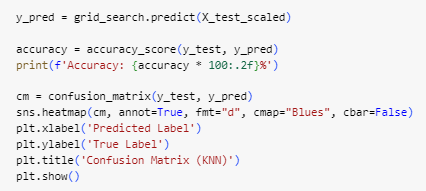 y_pred = grid_search.predict(X_test_scaled)
accuracy = accuracy_score(y_test, y_pred)
print(f'Accuracy: {accuracy * 100:.2f}%')
cm = confusion_matrix(y_test, y_pred)
sns.heatmap(cm, annot=True, fmt="d", cmap="Blues", cbar=False)
plt.xlabel('Predicted Label')
plt.ylabel('True Label')
plt.title('Confusion Matrix (KNN)')
plt.show()